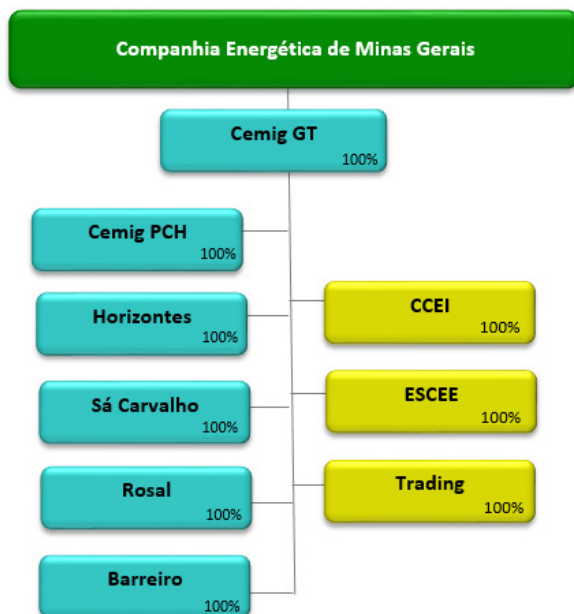 Companhia Energética de Minas Gerais
Cemig GT
100%
Cemig PCH
100%
Horizontes
100%
CCEI
100%
Sá Carvalho
100%
ESCEE
100%
Rosal
100%
Trading
100%
Barreiro
100%